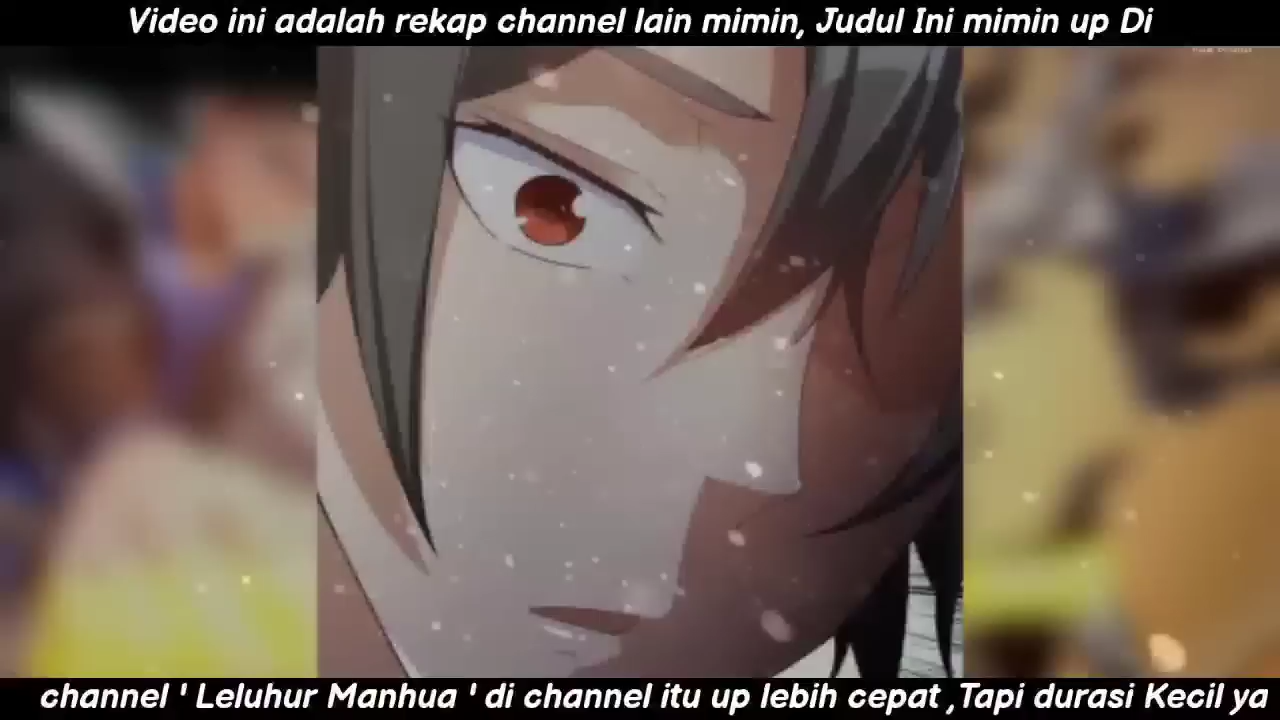 Video ini adalah rekap channel lain mimin, Judul Ini mimin up Di
channel ' Leluhur Manhua ' di channel itu up lebih cepat ,Tapi durasi Kecil ya